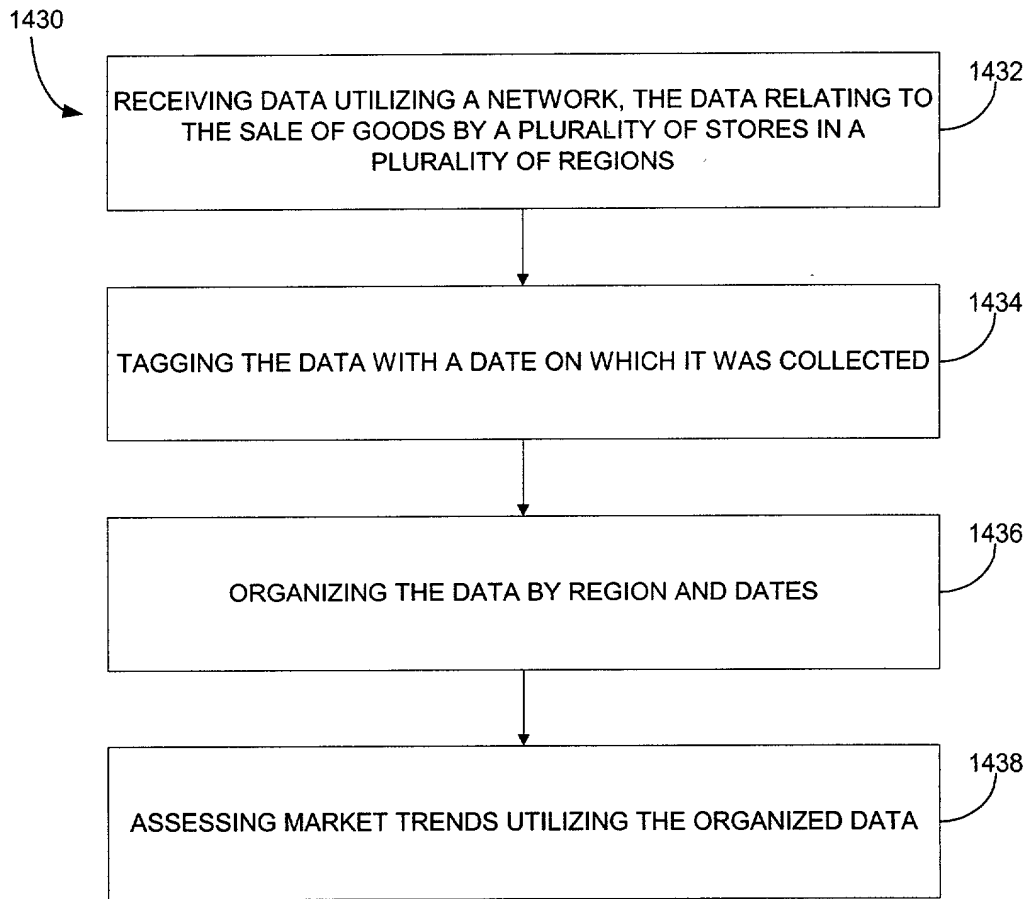 1430
1432
RECEIVING DATA UTILIZING A NETWORK, THE DATA RELATING TO
THE SALE OF GOODS BY A PLURALITY OF STORES IN A
PLURALITY OF REGIONS
1434
TAGGING THE DATA WITH A DATE ON WHICH IT WAS COLLECTED
1436
ORGANIZING THE DATA BY REGION AND DATES
1438
ASSESSING MARKET TRENDS UTILIZING THE ORGANIZED DATA